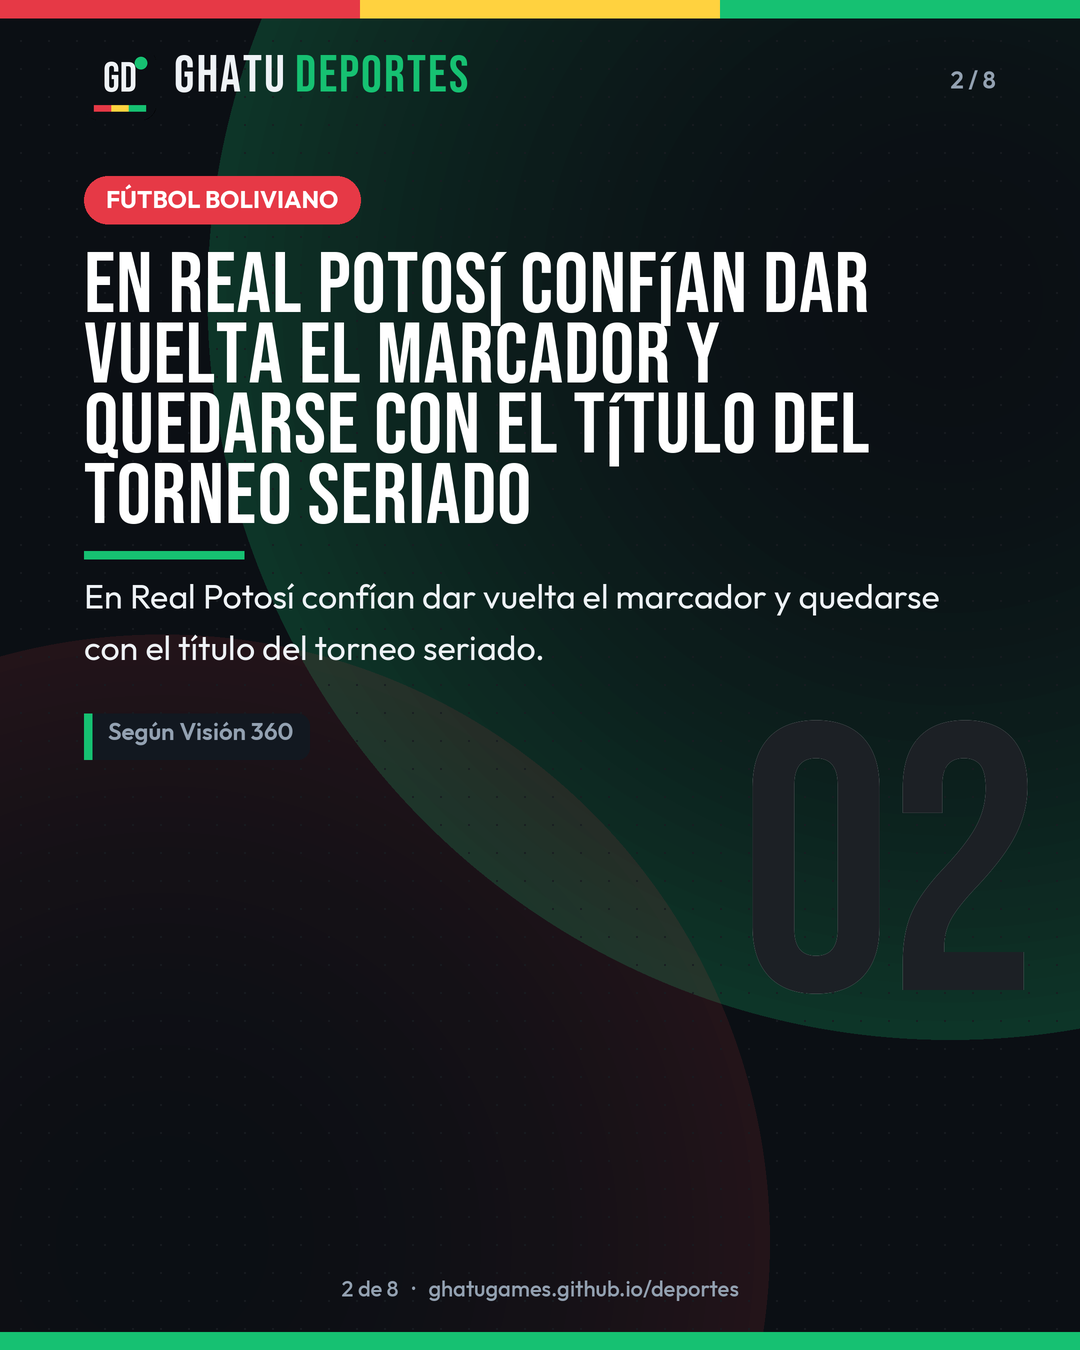 GD GHATU DEPORTES
2 / 8
FÚTBOL BOLIVIANO
EN REAL POTOSÍ CONFÍAN DAR
VUELTA EL MARCADOR Y
QUEDARSE CON EL TÍTULO DEL
TORNEO SERIADO
En Real Potosí confían dar vuelta el marcador y quedarse
con el título del torneo seriado.
Según Visión 360
02
2 de 8 · ghatugames.github.io/deportes